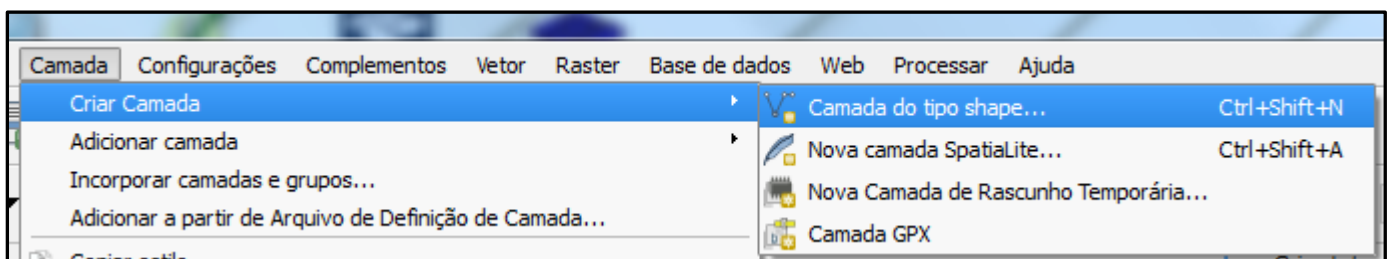 Camada Configurações Complementos Vetor Raster Base de dados Web Processar Ajuda
Criar Camada
Adicionar camada
Incorporar camadas e grupos...
Adicionar a partir de Arquivo de Definição de Camada...
Camada do tipo shape... Ctrl+Shift+N
Nova camada SpatiaLite... Ctrl+Shift+A
Nova Camada de Rascunho Temporária...
Camada GPX